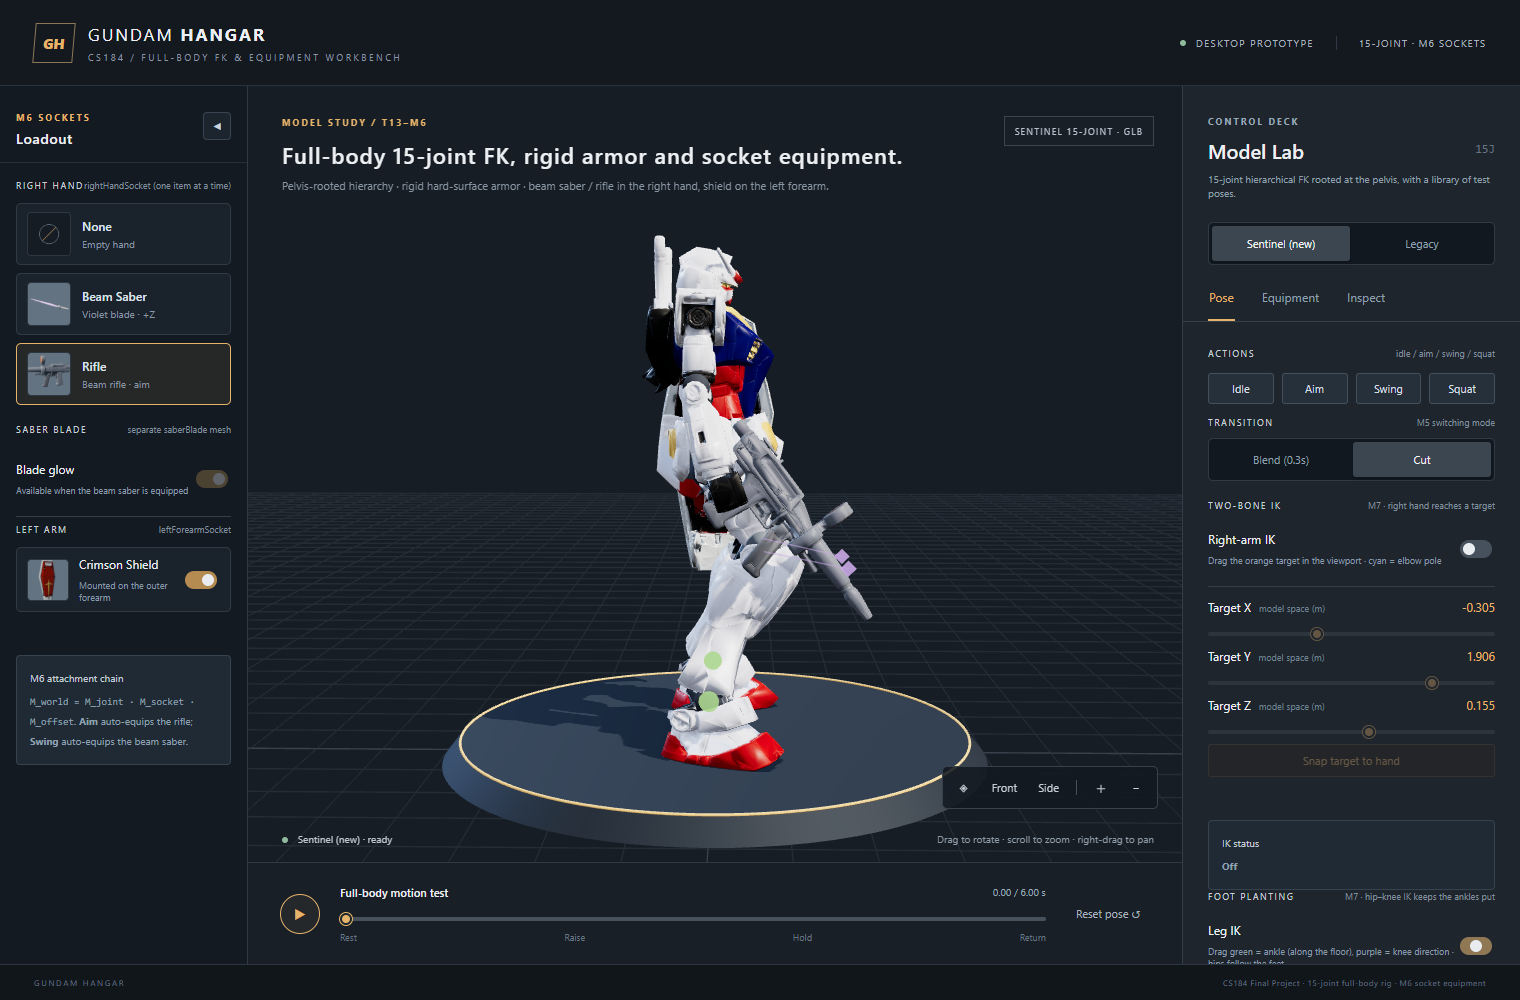 GH
GUNDAM HANGAR
CS184 / FULL-BODY FK & EQUIPMENT WORKBENCH
DESKTOP PROTOTYPE
15-JOINT · M6 SOCKETS
M6 SOCKETS
Loadout
◀
RIGHT HAND rightHandSocket (one item at a time)
None
Empty hand
Beam Saber
Violet blade · +Z
Rifle
Beam rifle · aim
SABER BLADE separate saberBlade mesh
Blade glow
Available when the beam saber is equipped
LEFT ARM leftForearmSocket
Crimson Shield
Mounted on the outer
forearm
M6 attachment chain
M_world = M_joint · M_socket ·
M_offset. Aim auto-equips the rifle;
Swing auto-equips the beam saber.
MODEL STUDY / T13–M6
Full-body 15-joint FK, rigid armor and socket equipment.
Pelvis-rooted hierarchy · rigid hard-surface armor · beam saber / rifle in the right hand, shield on the left forearm.
SENTINEL 15-JOINT · GLB
◈ Front Side + −
Sentinel (new) · ready
Drag to rotate · scroll to zoom · right-drag to pan
Full-body motion test
0.00 / 6.00 s
Rest Raise Hold Return
Reset pose ↺
CONTROL DECK
Model Lab 15J
15-joint hierarchical FK rooted at the pelvis, with a library of test
poses.
Sentinel (new) Legacy
Pose Equipment Inspect
ACTIONS idle / aim / swing / squat
Idle Aim Swing Squat
TRANSITION M5 switching mode
Blend (0.3s) Cut
TWO-BONE IK M7 · right hand reaches a target
Right-arm IK
Drag the orange target in the viewport · cyan = elbow pole
Target X model space (m) -0.305
Target Y model space (m) 1.906
Target Z model space (m) 0.155
Snap target to hand
IK status
Off
FOOT PLANTING M7 · hip–knee IK keeps the ankles put
Leg IK
Drag green = ankle (along the floor), purple = knee direction ·
hips follow the feet
GUNDAM HANGAR
CS184 Final Project · 15-joint full-body rig · M6 socket equipment